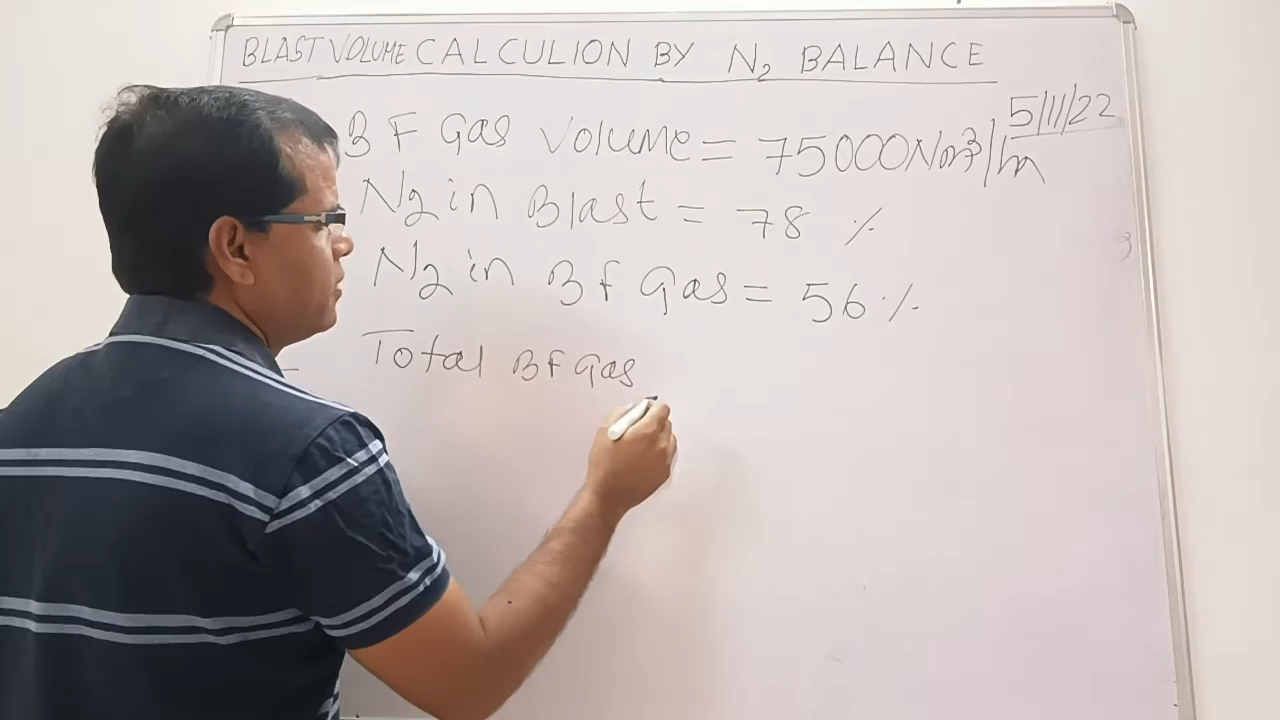 BLAST VOLUME CALCULION BY N2 BALANCE
5/11/22
B F Gas Volume = 75000Nm3/hr
N2 in Blast = 78 %
N2 in BF Gas = 56 %
Total BF Gas